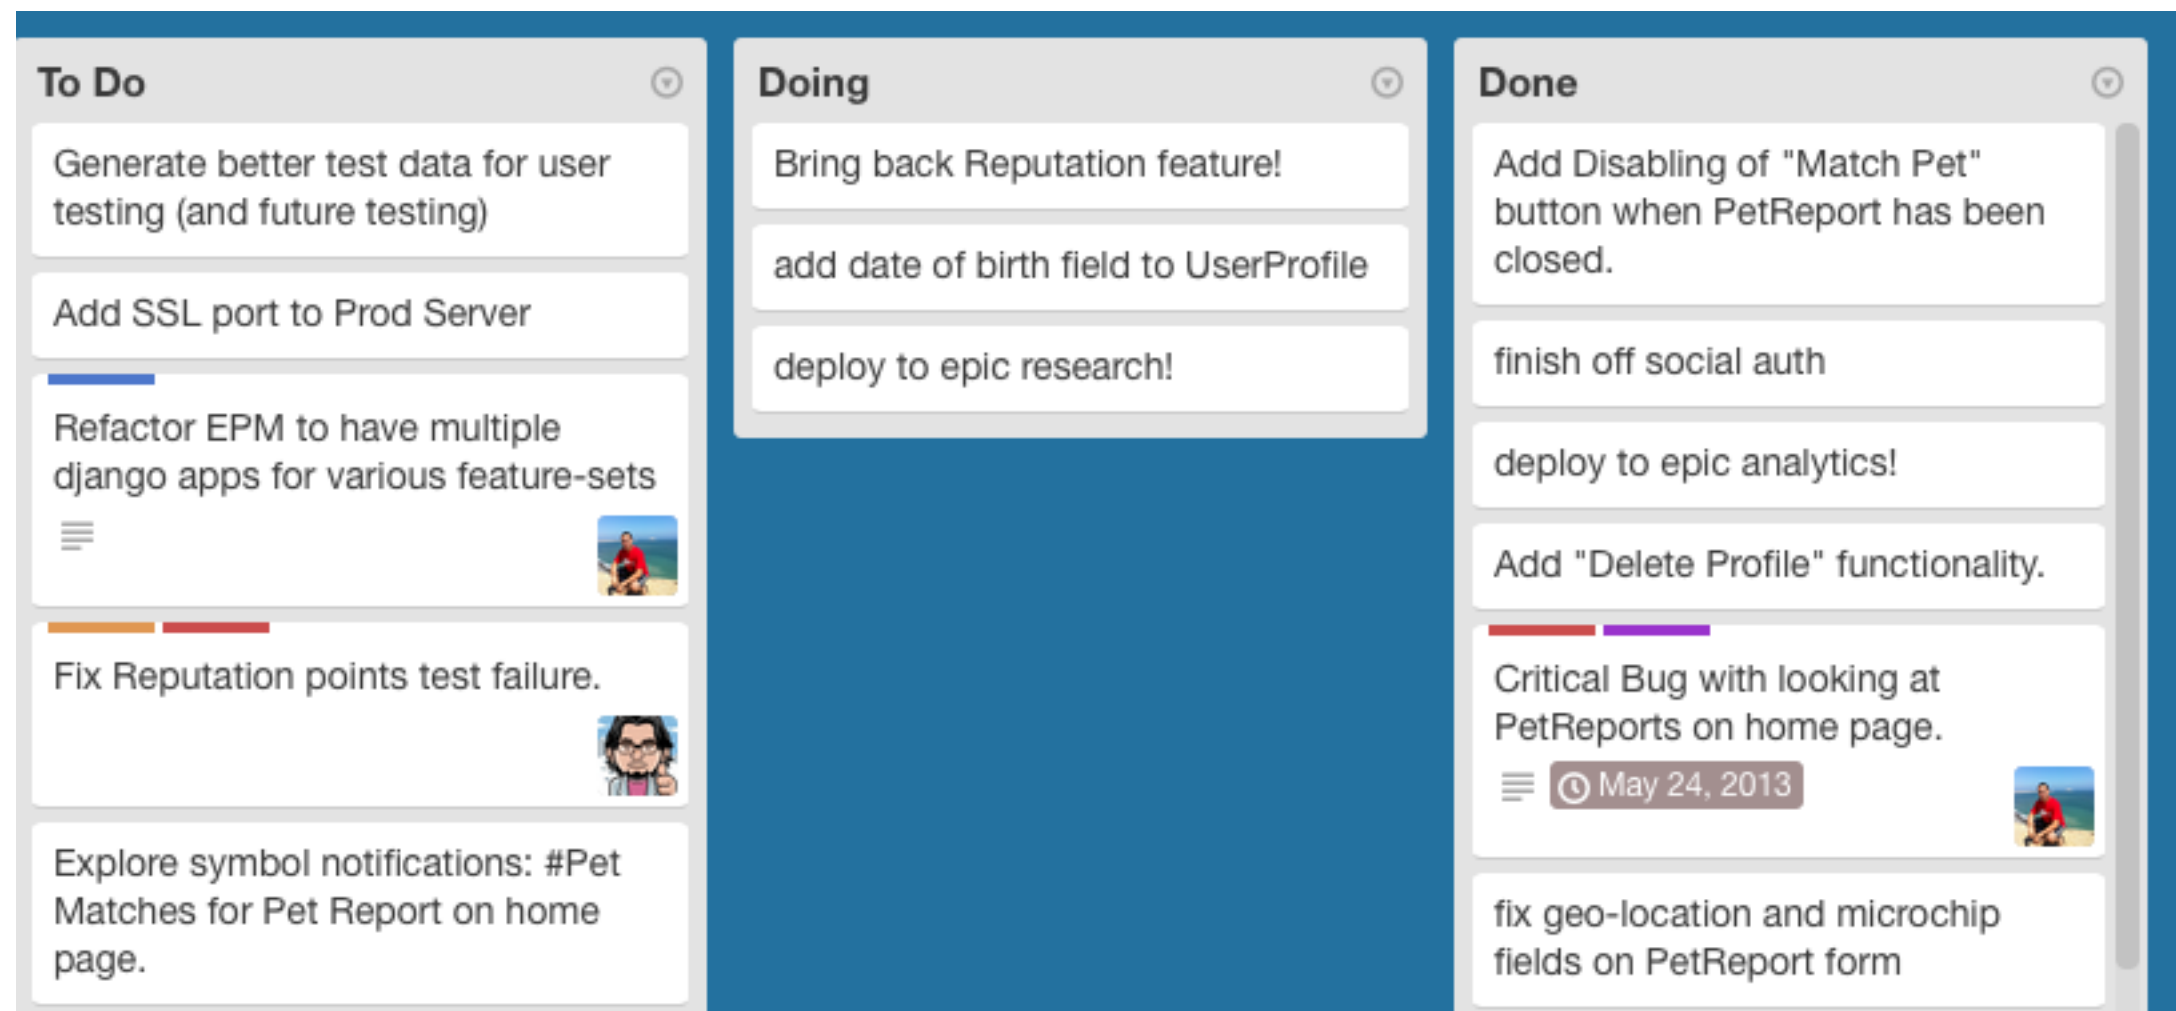 To Do
Generate better test data for user
testing (and future testing)
Add SSL port to Prod Server
Refactor EPM to have multiple
django apps for various feature-sets
Fix Reputation points test failure.
Explore symbol notifications: #Pet
Matches for Pet Report on home
page.
Doing
Bring back Reputation feature!
add date of birth field to UserProfile
deploy to epic research!
Done
Add Disabling of "Match Pet"
button when PetReport has been
closed.
finish off social auth
deploy to epic analytics!
Add "Delete Profile" functionality.
Critical Bug with looking at
PetReports on home page.
May 24, 2013
fix geo-location and microchip
fields on PetReport form